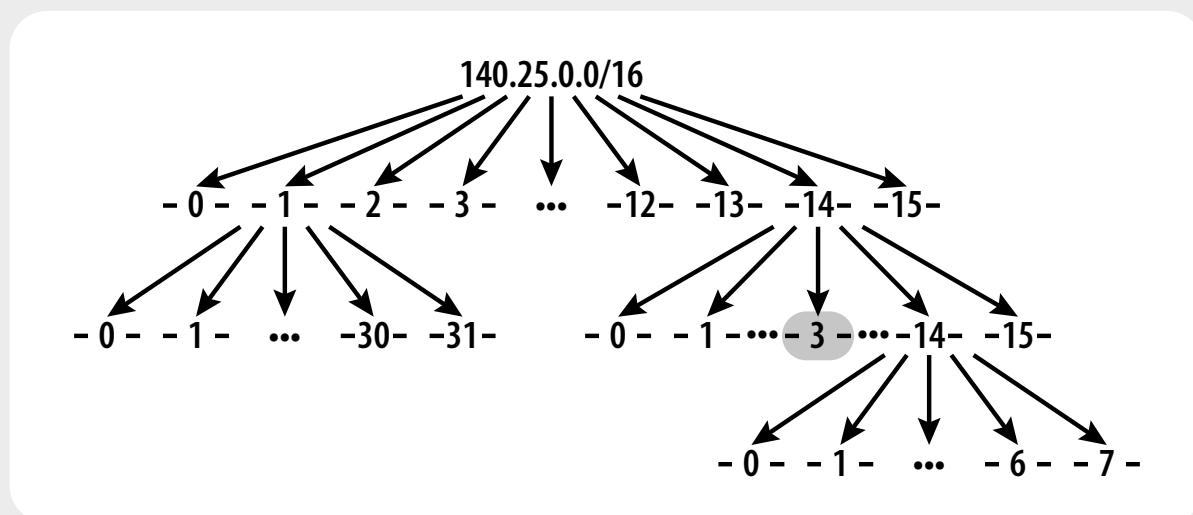 140.25.0.0/16
- 0 - - 1 - - 2 - - 3 - ••• -12- -13- -14- -15-
- 0 - - 1 - ••• -30- -31- - 0 - - 1 - ••• - 3 - ••• -14- -15-
- 0 - - 1 - ••• - 6 - - 7 -